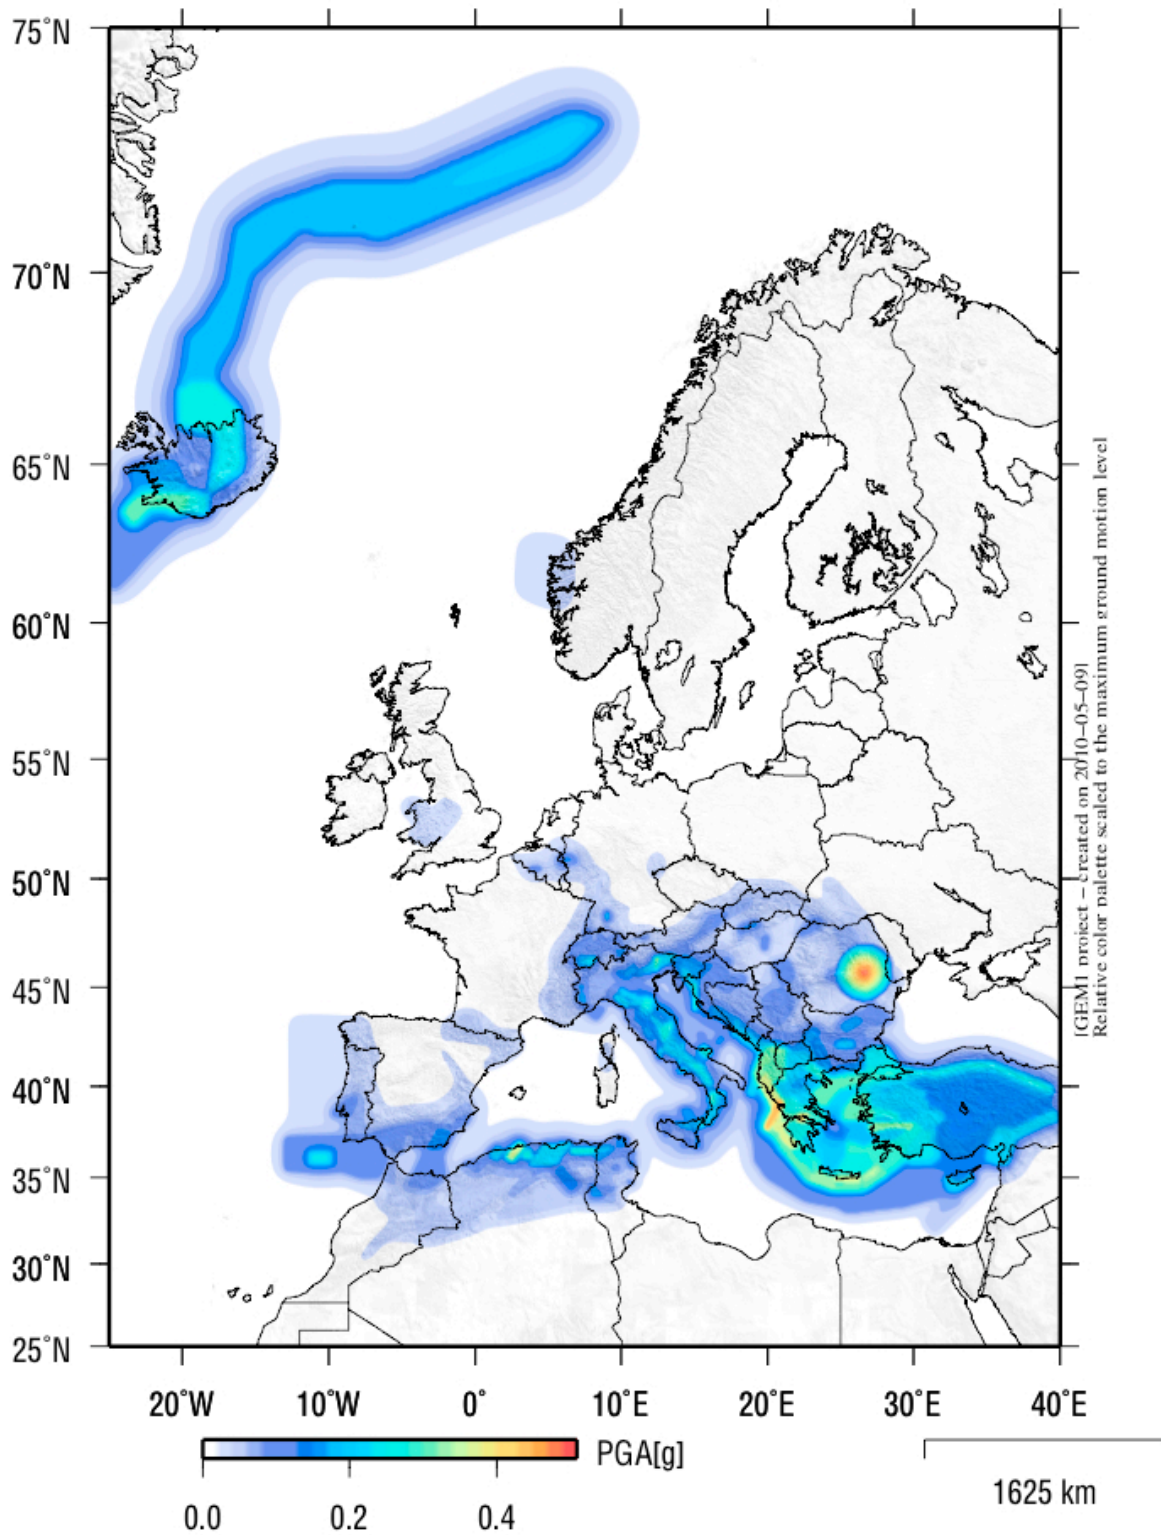 75°N
70°N
65°N
60°N
55°N
50°N
45°N
40°N
35°N
30°N
25°N
[GEM1 project – created on 2010–05–09]
Relative color palette scaled to the maximum ground motion level
20°W 10°W 0° 10°E 20°E 30°E 40°E
PGA[g]
0.0 0.2 0.4
1625 km